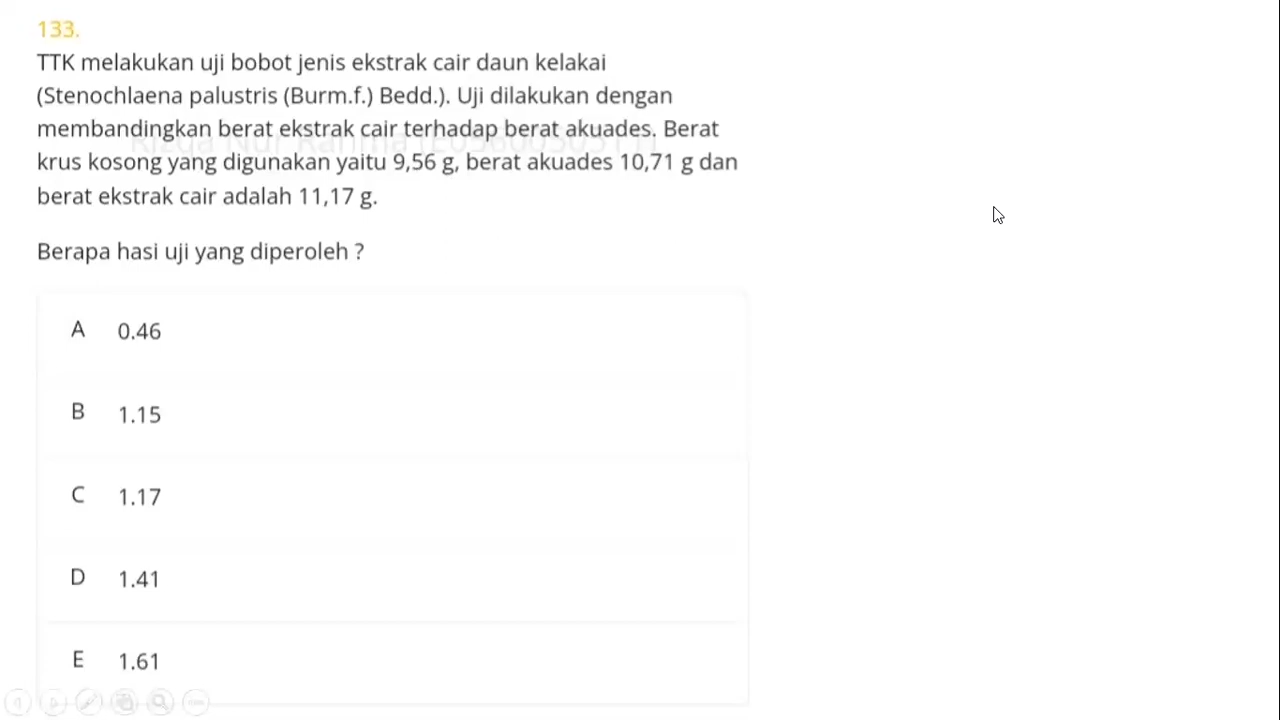 133.
TTK melakukan uji bobot jenis ekstrak cair daun kelakai
(Stenochlaena palustris (Burm.f.) Bedd.). Uji dilakukan dengan
membandingkan berat ekstrak cair terhadap berat akuades. Berat
krus kosong yang digunakan yaitu 9,56 g, berat akuades 10,71 g dan
berat ekstrak cair adalah 11,17 g.
Berapa hasi uji yang diperoleh ?
A 0.46
B 1.15
C 1.17
D 1.41
E 1.61